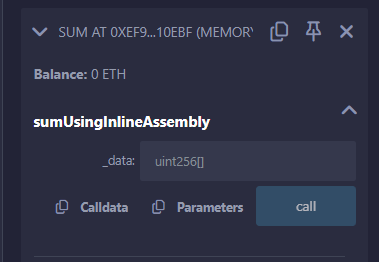 SUM AT 0XEF9...10EBF (MEMORY
Balance: 0 ETH
sumUsingInlineAssembly
_data: uint256[]
Calldata Parameters call